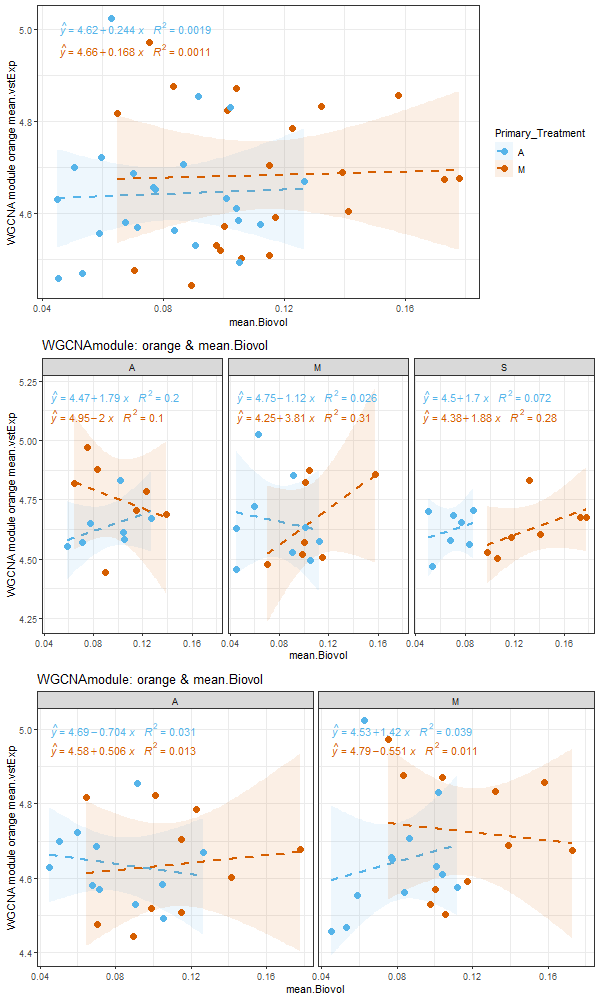 ŷ = 4.62+0.244 x R² = 0.0019
ŷ = 4.66+0.168 x R² = 0.0011
5.0
4.8
4.6
WGCNA module orange mean.vstExp
0.04 0.08 0.12 0.16
mean.Biovol
Primary_Treatment
A
M
WGCNAmodule: orange & mean.Biovol
A M S
ŷ = 4.47+1.79 x R² = 0.2
ŷ = 4.95−2 x R² = 0.1
ŷ = 4.75−1.12 x R² = 0.026
ŷ = 4.25+3.81 x R² = 0.31
ŷ = 4.5+1.7 x R² = 0.072
ŷ = 4.38+1.88 x R² = 0.28
5.25
5.00
4.75
4.50
4.25
WGCNA module orange mean.vstExp
0.04 0.08 0.12 0.16 0.04 0.08 0.12 0.16 0.04 0.08 0.12 0.16
mean.Biovol
WGCNAmodule: orange & mean.Biovol
A M
ŷ = 4.69−0.704 x R² = 0.031
ŷ = 4.58+0.506 x R² = 0.013
ŷ = 4.53+1.42 x R² = 0.039
ŷ = 4.79−0.551 x R² = 0.011
5.0
4.8
4.6
4.4
WGCNA module orange mean.vstExp
0.04 0.08 0.12 0.16 0.04 0.08 0.12 0.16
mean.Biovol